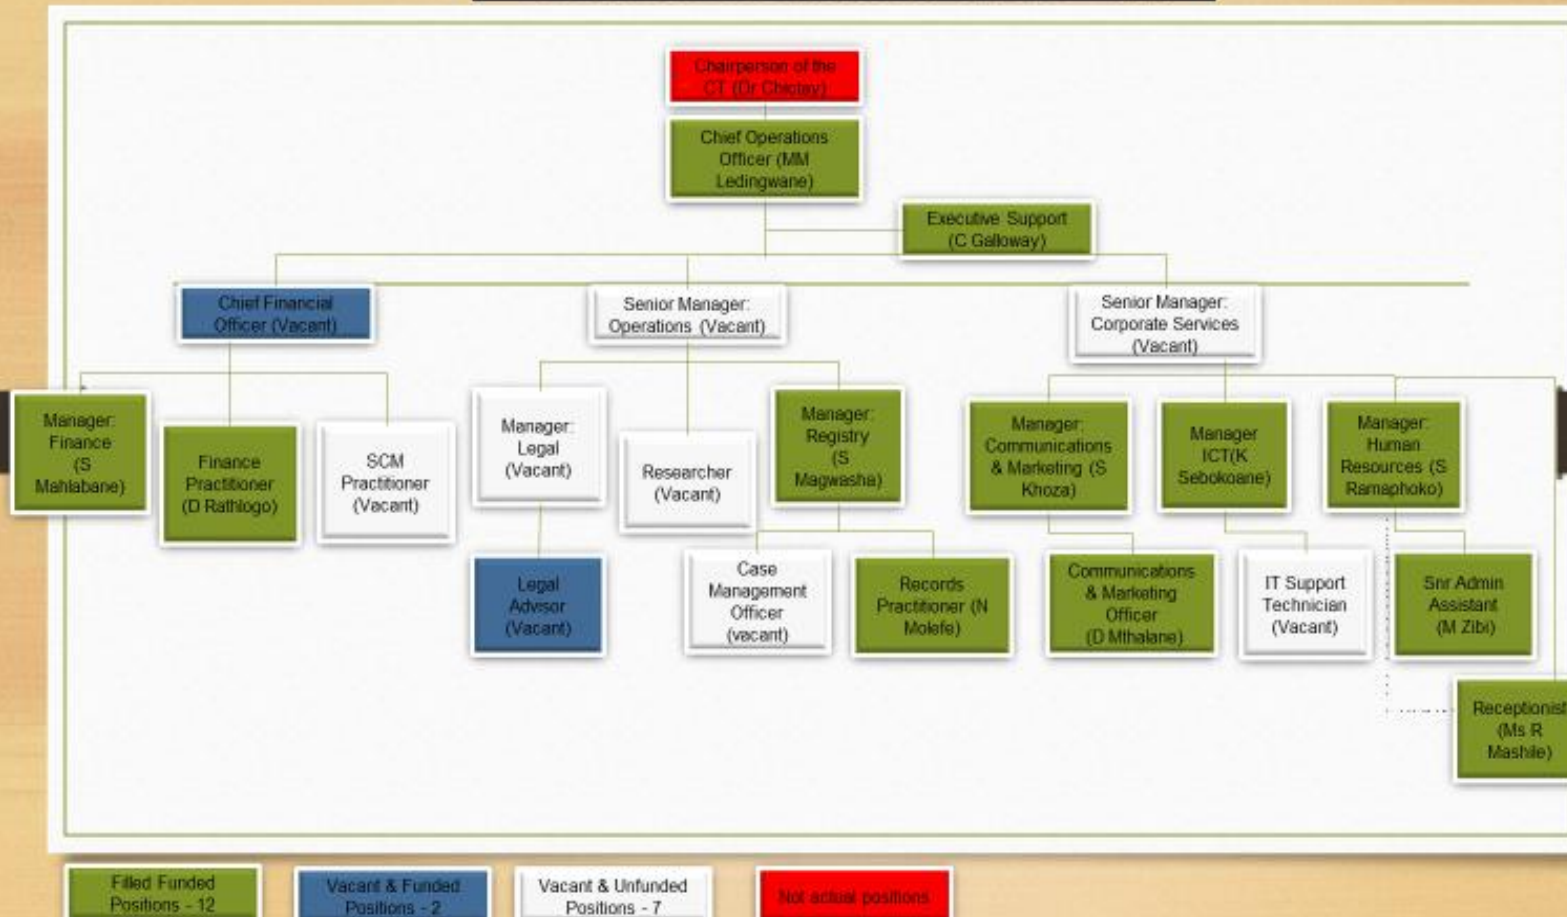 Chairperson of the
CT (Dr Chictay)
Chief Operations
Officer (MM
Ledingwane)
Executive Support
(C Galloway)
Chief Financial
Officer (Vacant)
Senior Manager:
Operations (Vacant)
Senior Manager:
Corporate Services
(Vacant)
Manager:
Finance
(S
Mahlabane)
Finance
Practitioner
(D Rathlogo)
SCM
Practitioner
(Vacant)
Manager:
Legal
(Vacant)
Researcher
(Vacant)
Manager:
Registry
(S
Magwasha)
Manager:
Communications
& Marketing (S
Khoza)
Manager
ICT(K
Sebokoane)
Manager:
Human
Resources (S
Ramaphoko)
Legal
Advisor
(Vacant)
Case
Management
Officer
(vacant)
Records
Practitioner (N
Molefe)
Communications
& Marketing
Officer
(D Mthalane)
IT Support
Technician
(Vacant)
Snr Admin
Assistant
(M Zibi)
Receptionist
(Ms R
Mashile)
Filled Funded
Positions - 12
Vacant & Funded
Positions - 2
Vacant & Unfunded
Positions - 7
Not actual positions